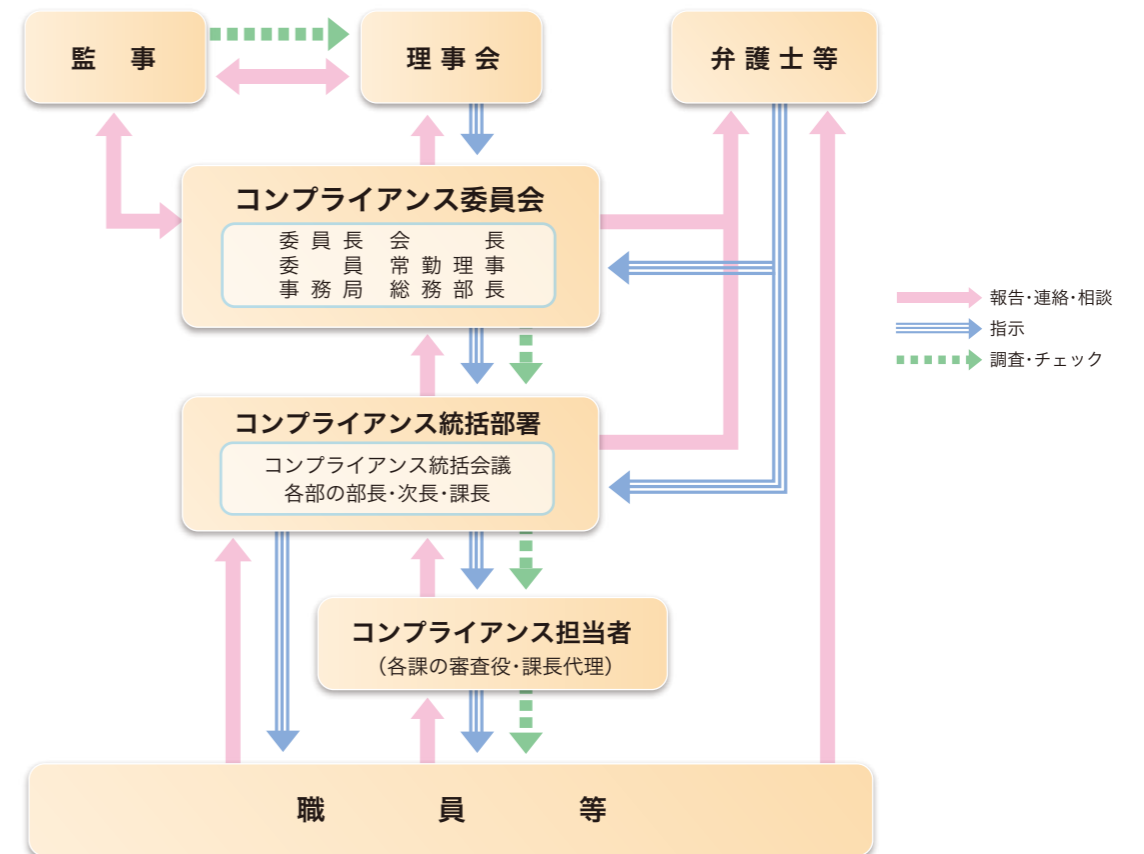 監事
理事会
弁護士等
コンプライアンス委員会
委員長 会長
委員 常勤理事
事務局 総務部長
報告・連絡・相談
指示
調査・チェック
コンプライアンス統括部署
コンプライアンス統括会議
各部の部長・次長・課長
コンプライアンス担当者
（各課の審査役・課長代理）
職員等